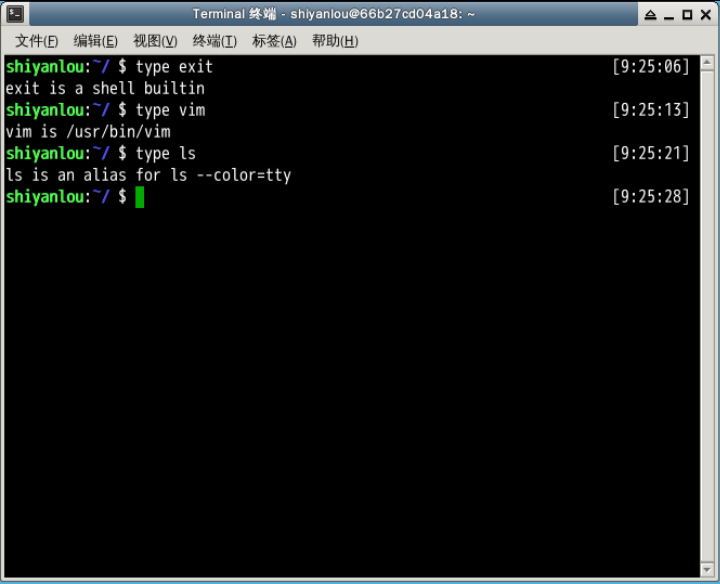 Terminal 终端 - shiyanlou@66b27cd04a18: ~
文件(F) 编辑(E) 视图(V) 终端(T) 标签(A) 帮助(H)
shiyanlou:~/ $ type exit [9:25:06]
exit is a shell builtin
shiyanlou:~/ $ type vim [9:25:13]
vim is /usr/bin/vim
shiyanlou:~/ $ type ls [9:25:21]
ls is an alias for ls --color=tty
shiyanlou:~/ $ [9:25:28]